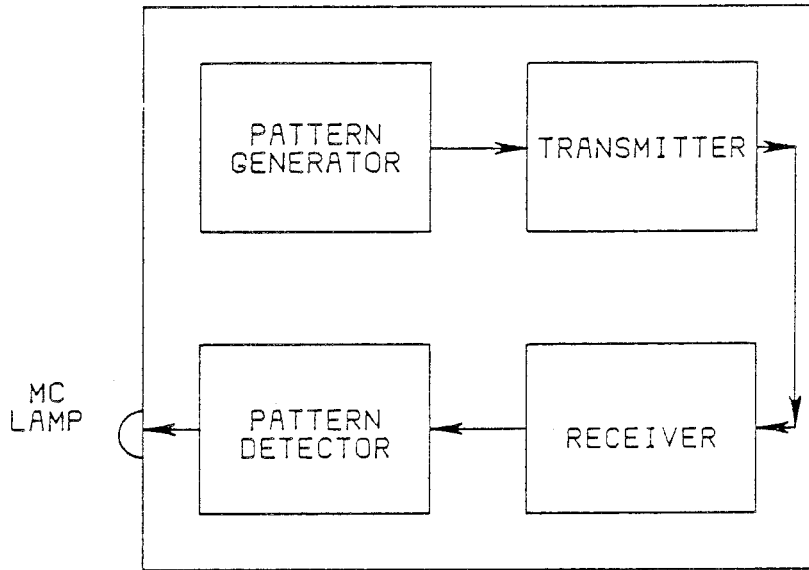 PATTERN
GENERATOR
TRANSMITTER
MC
LAMP
PATTERN
DETECTOR
RECEIVER